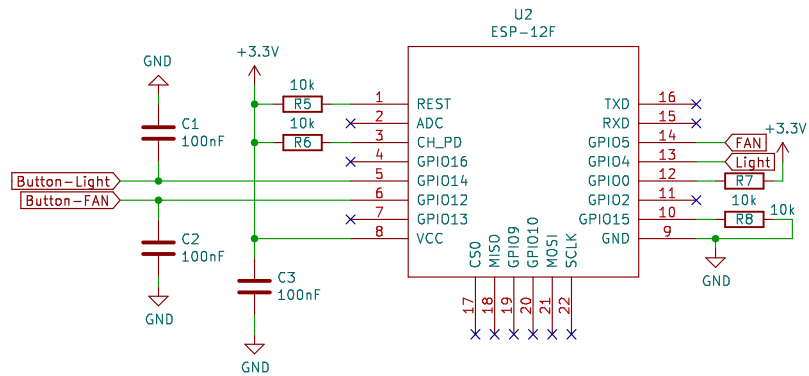 U2
ESP-12F
GND
+3.3V
10k
1 REST TXD 16
R5
C1
100nF
10k
2 ADC RXD 15
+3.3V
R6
3 CH_PD GPIO5 14 FAN
4 GPIO16 GPIO4 13 Light
Button-Light 5 GPIO14 GPIO0 12 R7
Button-FAN 6 GPIO12 GPIO2 11 10k
7 GPIO13 GPIO15 10 R8 10k
C2
100nF
8 VCC GND 9
CS0 MISO GPIO9 GPIO10 MOSI SCLK
C3
100nF
17 18 19 20 21 22
GND
GND
GND